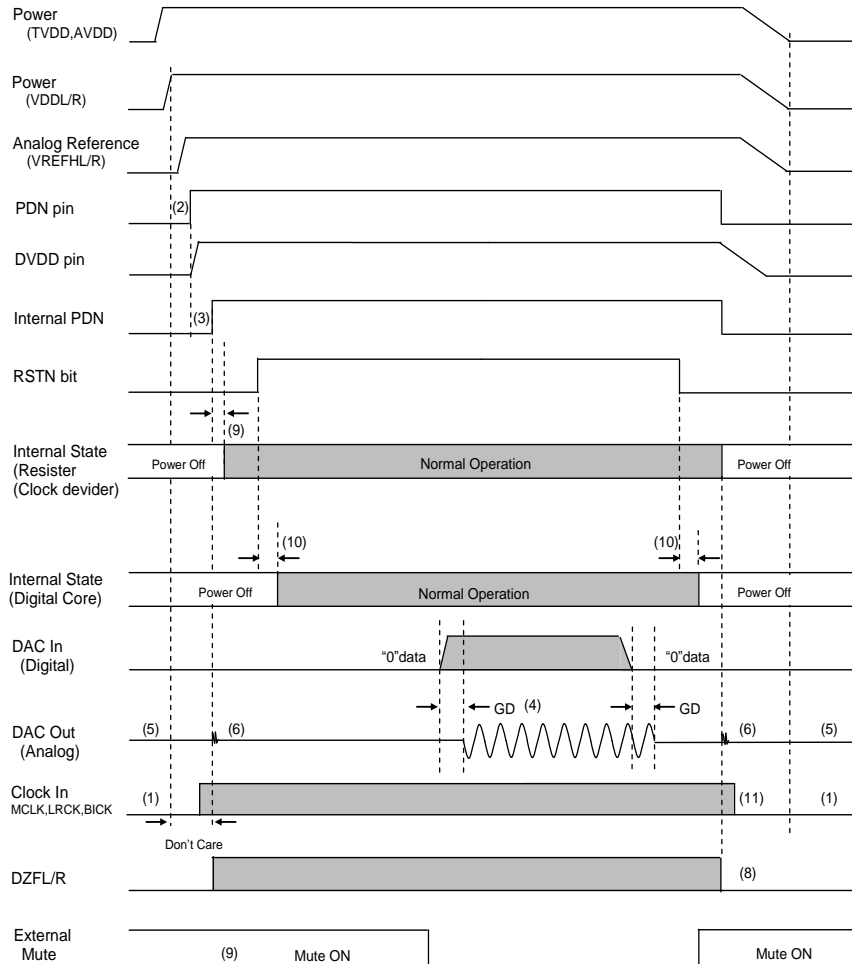 Power
(TVDD,AVDD)
Power
(VDDL/R)
Analog Reference
(VREFHL/R)
PDN pin
(2)
DVDD pin
Internal PDN
(3)
RSTN bit
(9)
Internal State
(Resister
(Clock devider)
Power Off
Normal Operation
Power Off
(10)
(10)
Internal State
(Digital Core)
Power Off
Normal Operation
Power Off
DAC In
(Digital)
“0”data
“0”data
GD
(4)
GD
DAC Out
(Analog)
(5)
(6)
(6)
(5)
Clock In
MCLK,LRCK,BICK
(1)
(11)
(1)
Don’t Care
DZFL/R
(8)
External
Mute
(9)
Mute ON
Mute ON